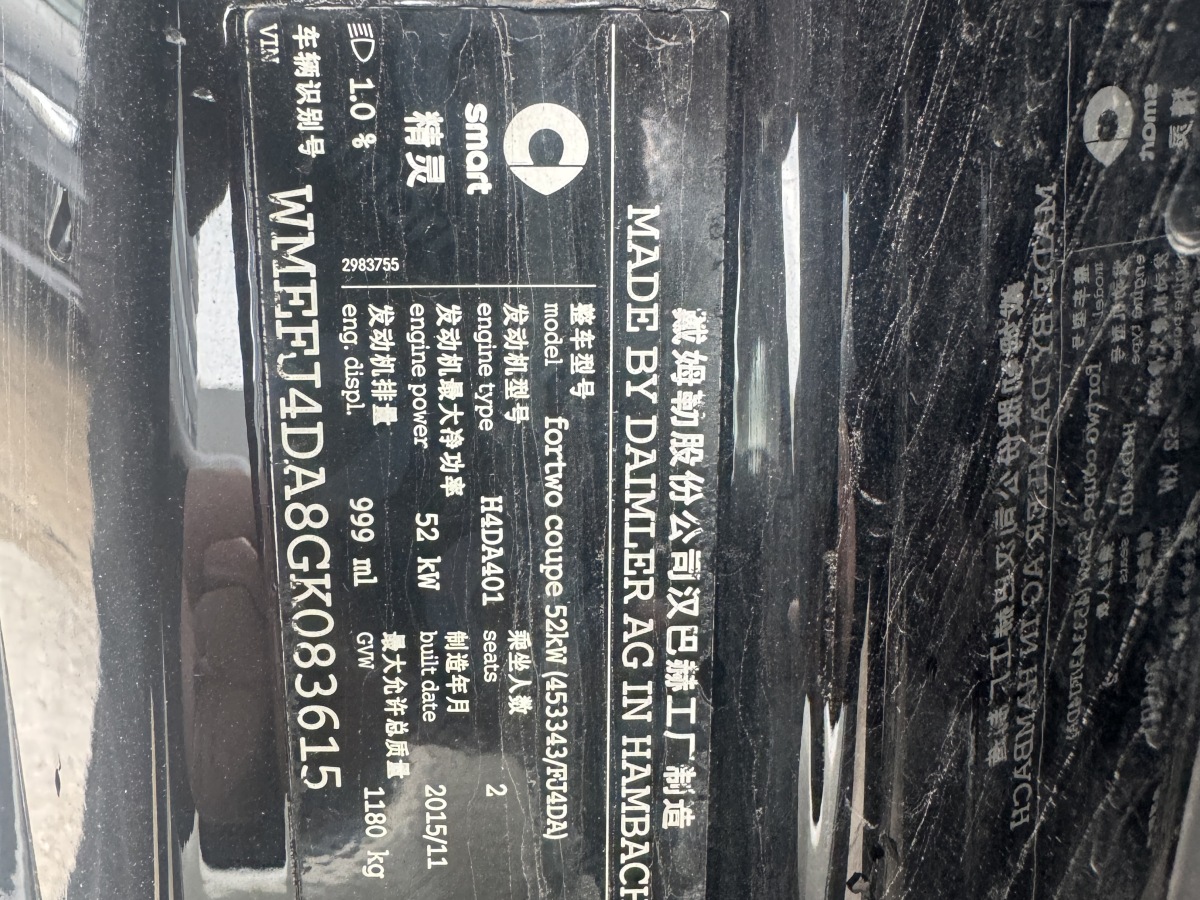 戴姆勒股份公司汉巴赫工厂制造
MADE BY DAIMLER AG IN HAMBACH
smart
精灵
1.0 %
2983755
整车型号
model fortwo coupe 52kW (453343/FJ4DA)
发动机型号 乘坐人数
engine type H4DA401 seats 2
发动机最大净功率 制造年月
engine power 52 kW built date 2015/11
发动机排量 最大允许总质量
eng. displ 999 ml GVW 1180 kg
车辆识别号
VIN WMEFJ4DA8GK083615